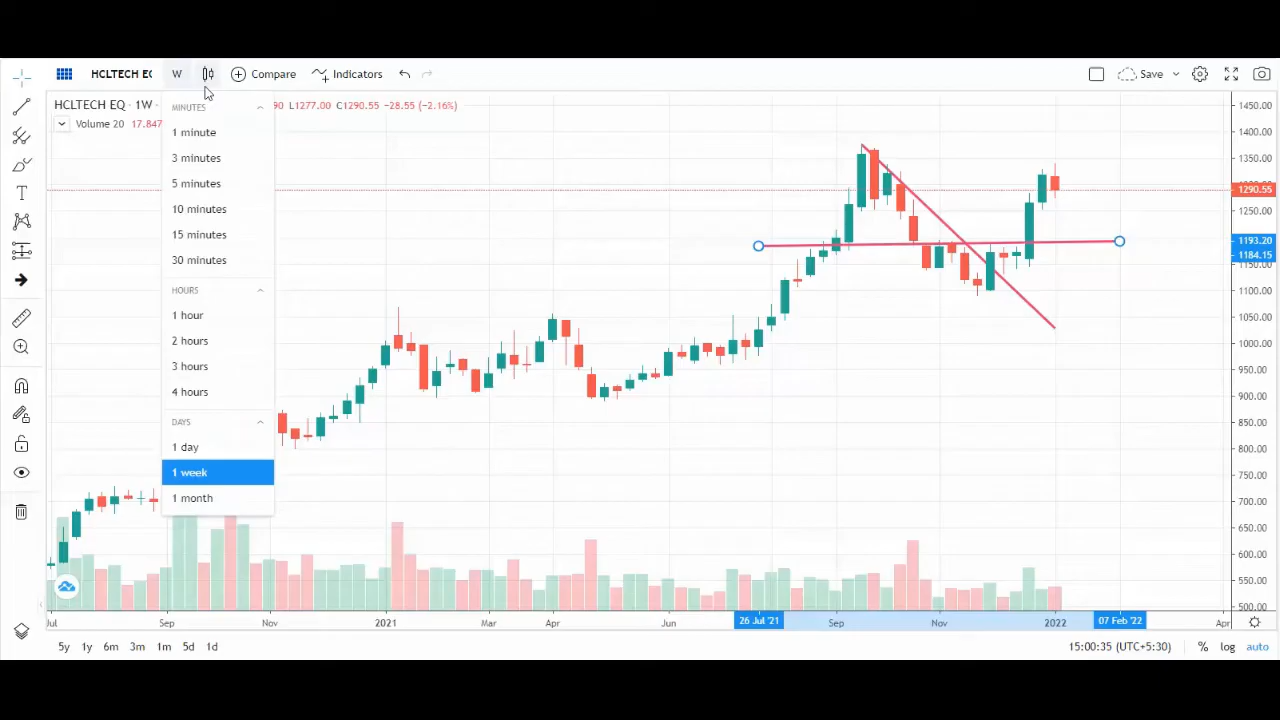 HCLTECH EQ W Compare Indicators Save
HCLTECH EQ · 1W 90 L1277.00 C1290.55 -28.55 (-2.16%)
Volume 20 17.847
MINUTES
1 minute
3 minutes
5 minutes
10 minutes
15 minutes
30 minutes
HOURS
1 hour
2 hours
3 hours
4 hours
DAYS
1 day
1 week
1 month
1450.00
1400.00
1350.00
1290.55
1250.00
1193.20
1184.15
1150.00
1100.00
1050.00
1000.00
950.00
900.00
850.00
800.00
750.00
700.00
650.00
600.00
550.00
500.00
Jul Sep Nov 2021 Mar Apr Jun 26 Jul '21 Sep Nov 2022 07 Feb '22 Apr
5y 1y 6m 3m 1m 5d 1d 15:00:35 (UTC+5:30) % log auto